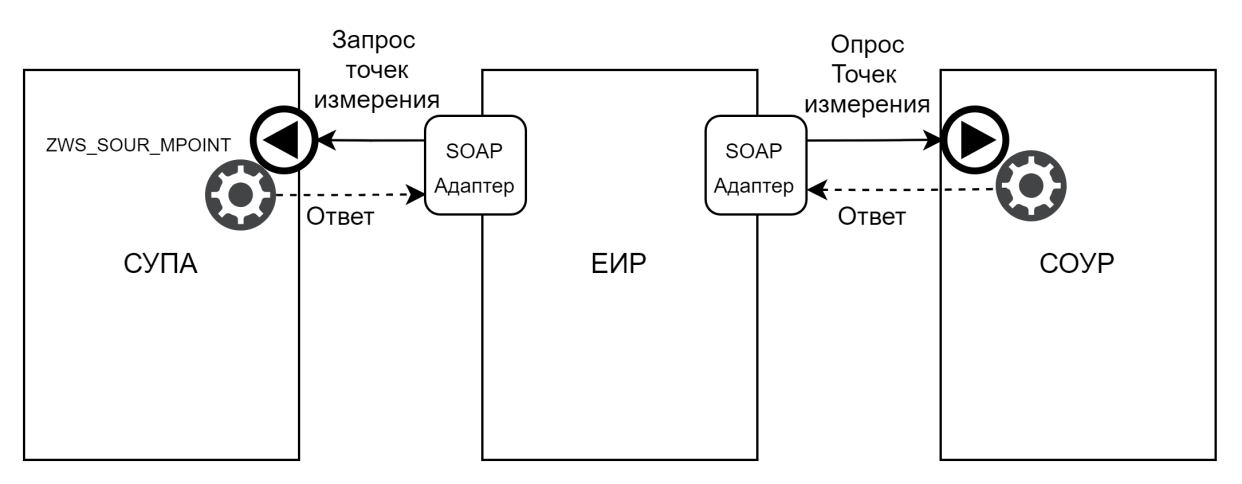 Запрос
точек
измерения
Опрос
Точек
измерения
ZWS_SOUR_MPOINT
SOAP
Адаптер
SOAP
Адаптер
Ответ
Ответ
СУПА
ЕИР
СОУР